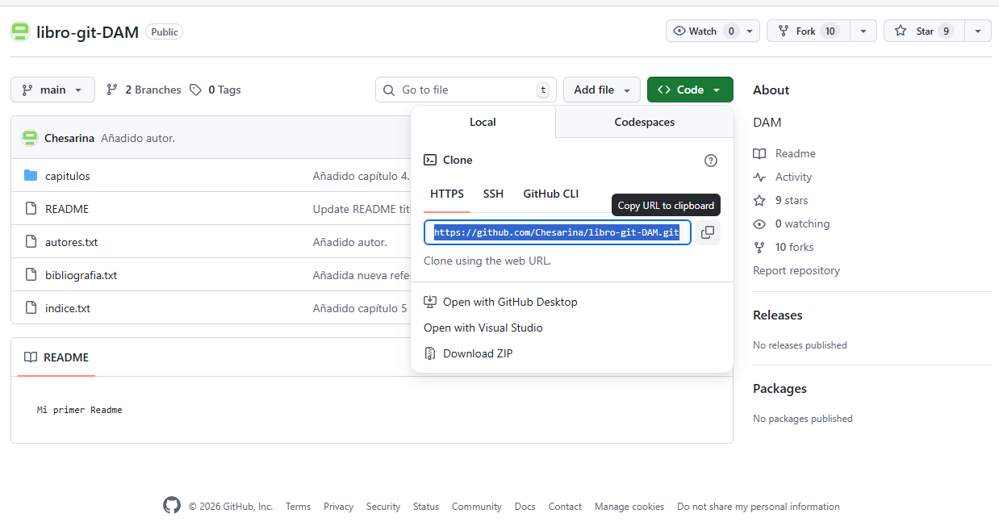 libro-git-DAM Public Watch 0 Fork 10 Star 9
main 2 Branches 0 Tags Go to file t Add file Code
Chesarina Añadido autor.
capitulos Añadido capítulo 4.
README Update README tit
autores.txt Añadido autor.
bibliografia.txt Añadida nueva refe
indice.txt Añadido capítulo 5
Local Codespaces
Clone
HTTPS SSH GitHub CLI
Copy URL to clipboard
https://github.com/Chesarina/libro-git-DAM.git
Clone using the web URL.
Open with GitHub Desktop
Open with Visual Studio
Download ZIP
README
Mi primer Readme
About
DAM
Readme
Activity
9 stars
0 watching
10 forks
Report repository
Releases
No releases published
Packages
No packages published
© 2026 GitHub, Inc. Terms Privacy Security Status Community Docs Contact Manage cookies Do not share my personal information